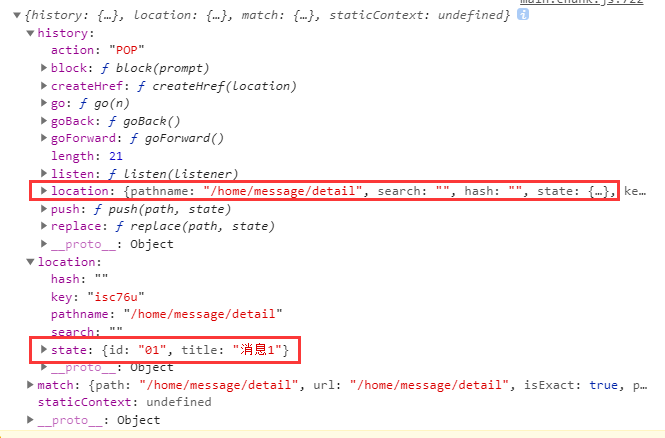 main.chunk.js:722
▼{history: {…}, location: {…}, match: {…}, staticContext: undefined} i
▼history:
action: "POP"
▶block: ƒ block(prompt)
▶createHref: ƒ createHref(location)
▶go: ƒ go(n)
▶goBack: ƒ goBack()
▶goForward: ƒ goForward()
length: 21
▶listen: ƒ listen(listener)
▶location: {pathname: "/home/message/detail", search: "", hash: "", state: {…}, ke…
▶push: ƒ push(path, state)
▶replace: ƒ replace(path, state)
▶__proto__: Object
▼location:
hash: ""
key: "isc76u"
pathname: "/home/message/detail"
search: ""
▶state: {id: "01", title: "消息1"}
▶match: {path: "/home/message/detail", url: "/home/message/detail", isExact: true, p…
staticContext: undefined
▶__proto__: Object